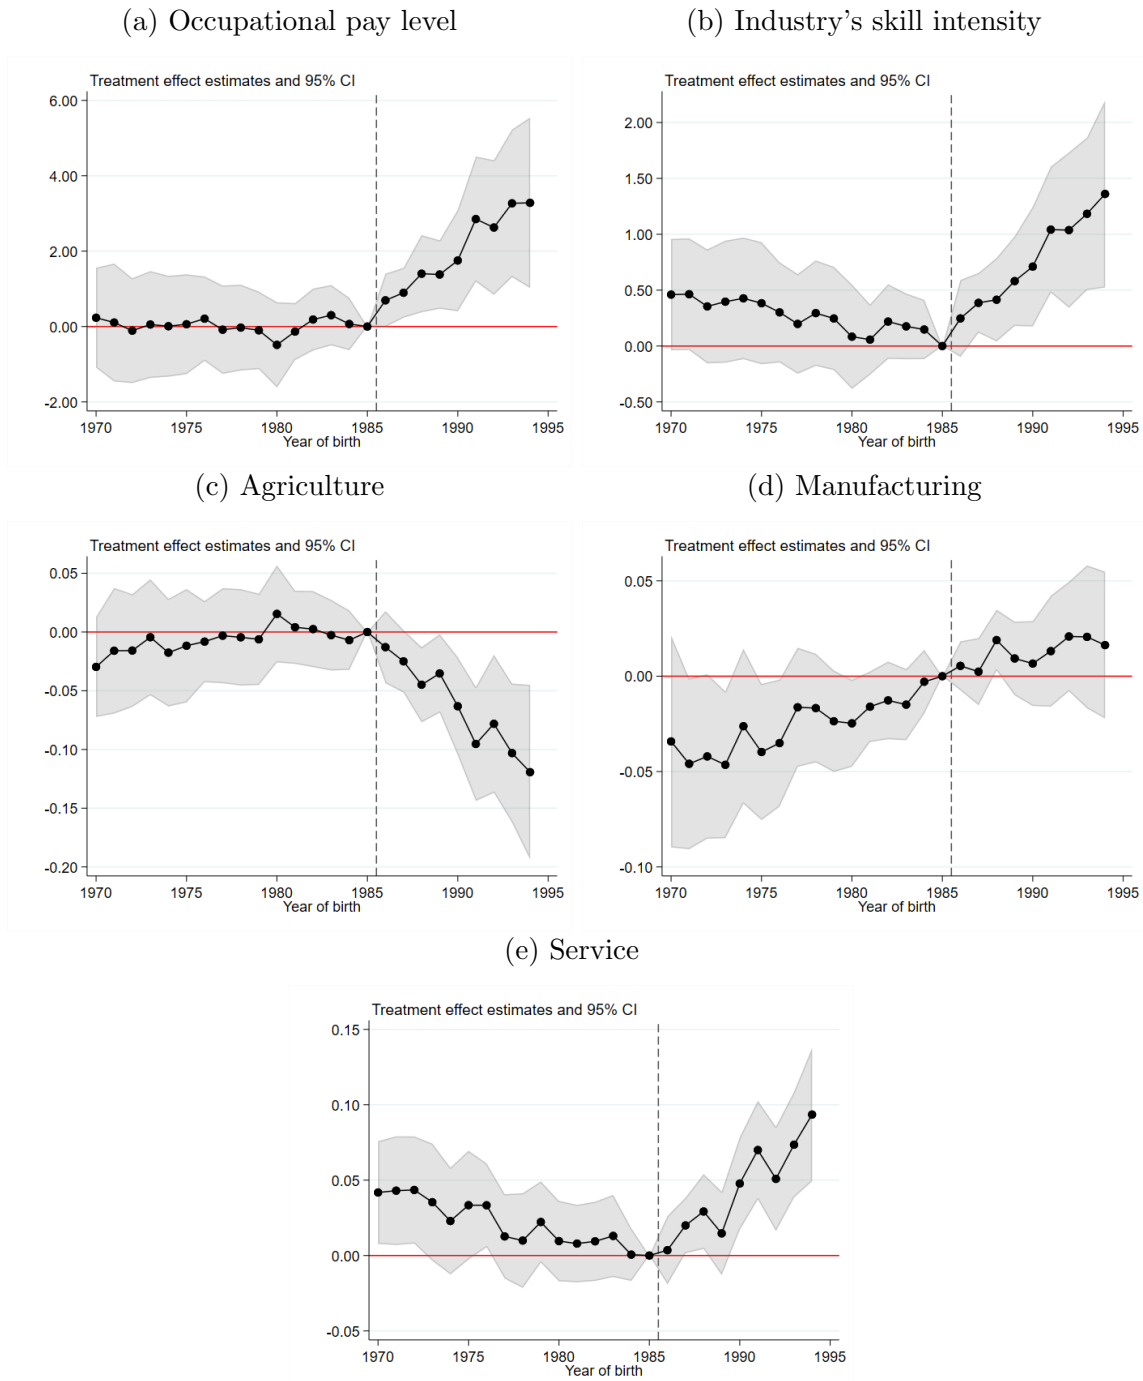 (a) Occupational pay level
Treatment effect estimates and 95% CI
6.00
4.00
2.00
0.00
-2.00
1970 1975 1980 1985 1990 1995
Year of birth
(b) Industry's skill intensity
Treatment effect estimates and 95% CI
2.00
1.50
1.00
0.50
0.00
-0.50
1970 1975 1980 1985 1990 1995
Year of birth
(c) Agriculture
Treatment effect estimates and 95% CI
0.05
0.00
-0.05
-0.10
-0.15
-0.20
1970 1975 1980 1985 1990 1995
Year of birth
(d) Manufacturing
Treatment effect estimates and 95% CI
0.05
0.00
-0.05
-0.10
1970 1975 1980 1985 1990 1995
Year of birth
(e) Service
Treatment effect estimates and 95% CI
0.15
0.10
0.05
0.00
-0.05
1970 1975 1980 1985 1990 1995
Year of birth